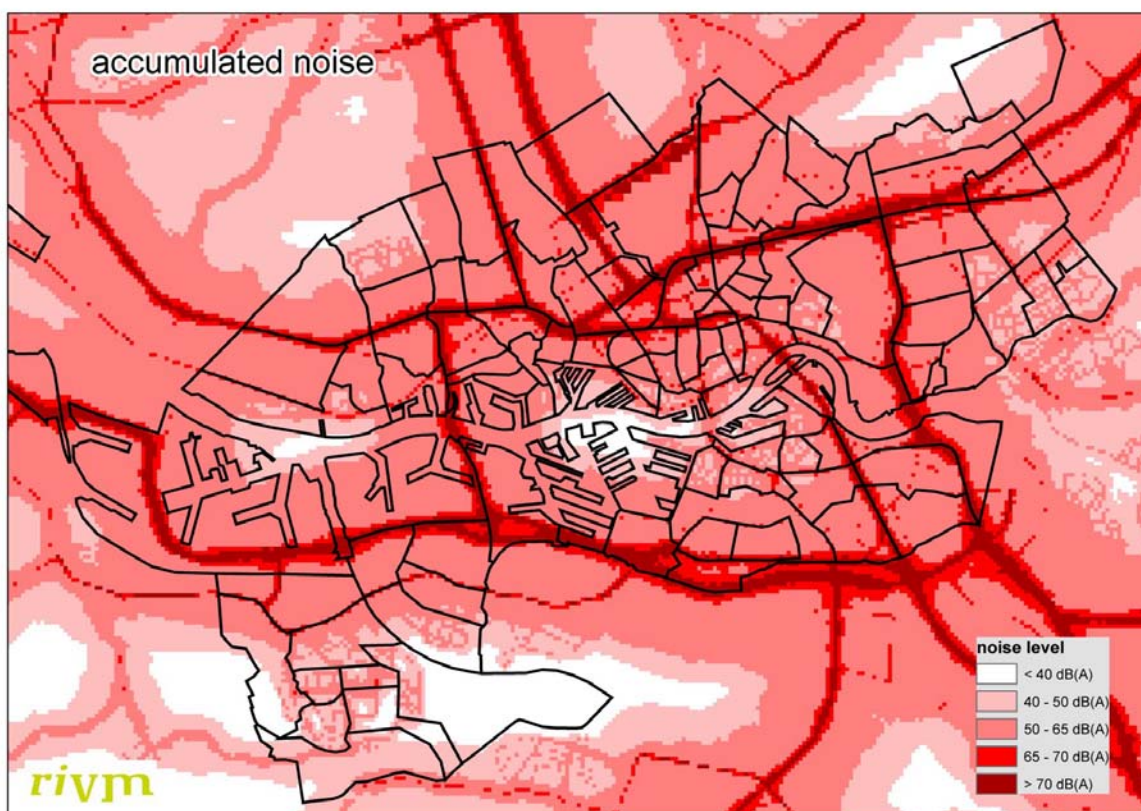 accumulated noise
noise level
< 40 dB(A)
40 - 50 dB(A)
50 - 65 dB(A)
65 - 70 dB(A)
> 70 dB(A)
rivm